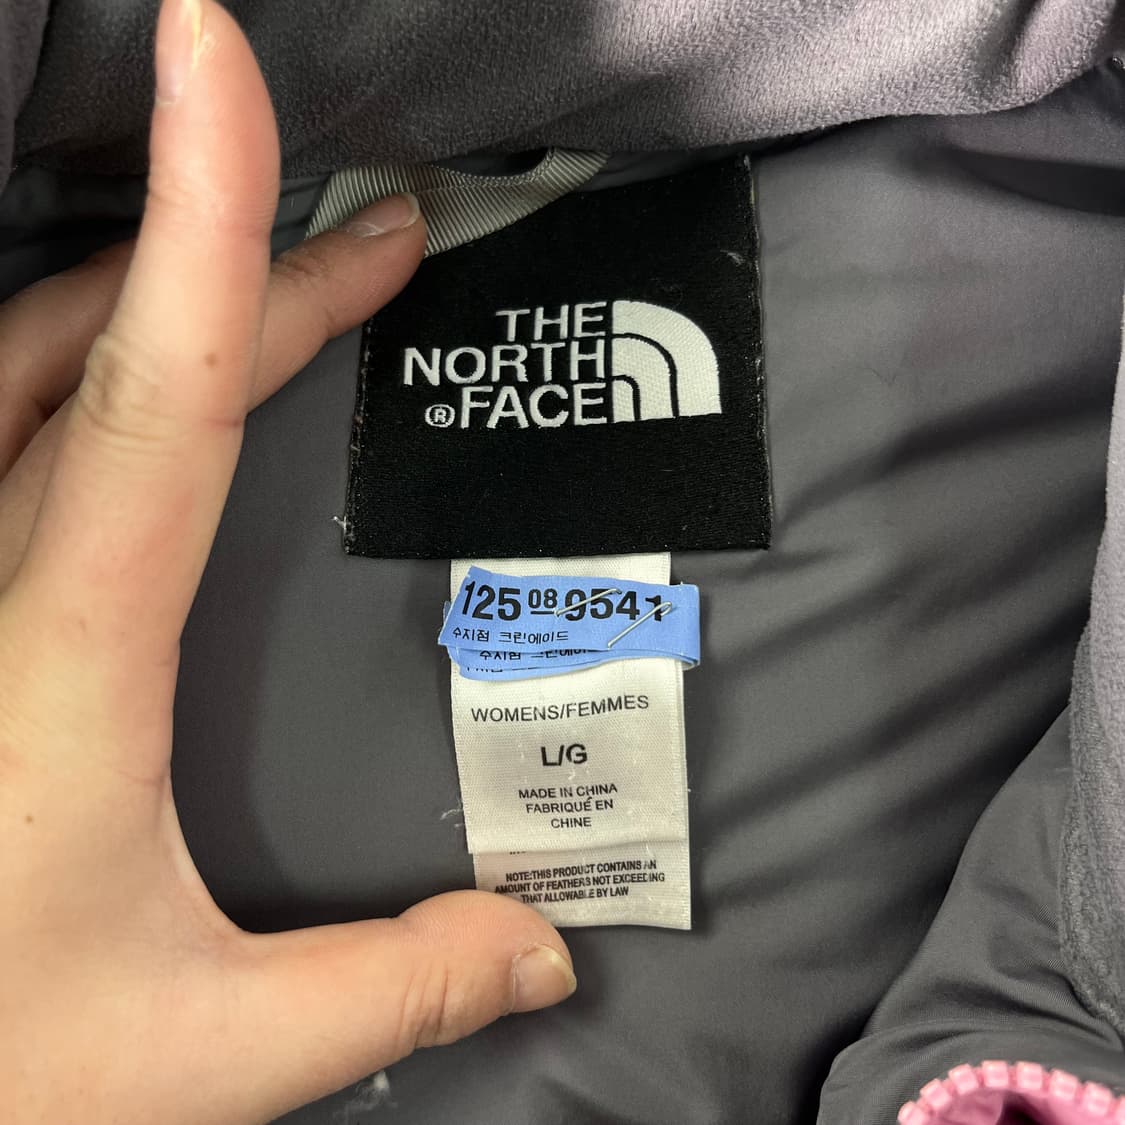 THE
NORTH
®FACE
125 08 9541
수지점 크린에이드
WOMENS/FEMMES
L/G
MADE IN CHINA
FABRIQUÉ EN
CHINE
NOTE:THIS PRODUCT CONTAINS AN
AMOUNT OF FEATHERS NOT EXCEEDING
THAT ALLOWABLE BY LAW